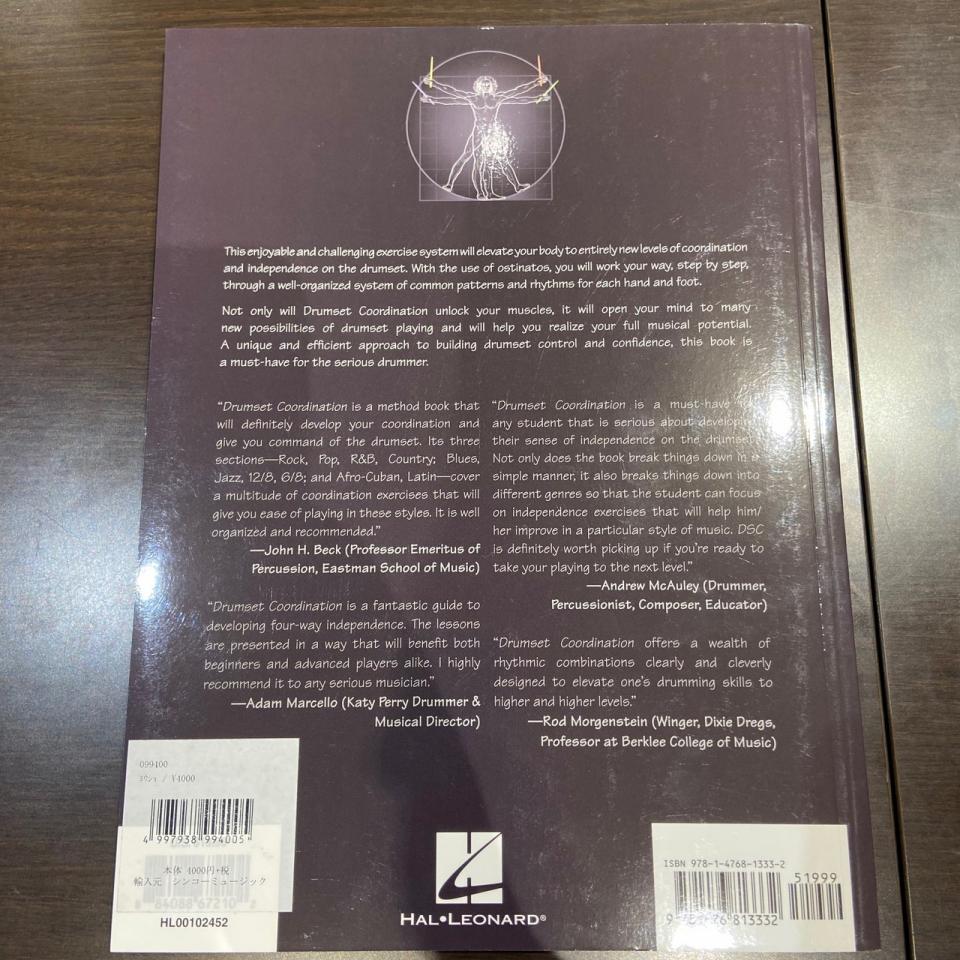 This enjoyable and challenging exercise system will elevate your body to entirely new levels of coordination
and independence on the drumset. With the use of ostinatos, you will work your way, step by step,
through a well-organized system of common patterns and rhythms for each hand and foot.
Not only will Drumset Coordination unlock your muscles, it will open your mind to many
new possibilities of drumset playing and will help you realize your full musical potential.
A unique and efficient approach to building drumset control and confidence, this book is
a must-have for the serious drummer.
“Drumset Coordination is a method book that
will definitely develop your coordination and
give you command of the drumset. Its three
sections—Rock, Pop, R&B, Country; Blues,
Jazz, 12/8, 6/8; and Afro-Cuban, Latin—cover
a multitude of coordination exercises that will
give you ease of playing in these styles. It is well
organized and recommended.”
—John H. Beck (Professor Emeritus of
Percussion, Eastman School of Music)
“Drumset Coordination is a fantastic guide to
developing four-way independence. The lessons
are presented in a way that will benefit both
beginners and advanced players alike. I highly
recommend it to any serious musician.”
—Adam Marcello (Katy Perry Drummer &
Musical Director)
“Drumset Coordination is a must-have for
any student that is serious about developing
their sense of independence on the drumset.
Not only does the book break things down in a
simple manner, it also breaks things down into
different genres so that the student can focus
on independence exercises that will help him/
her improve in a particular style of music. DSC
is definitely worth picking up if you’re ready to
take your playing to the next level.”
—Andrew McAuley (Drummer,
Percussionist, Composer, Educator)
“Drumset Coordination offers a wealth of
rhythmic combinations clearly and cleverly
designed to elevate one’s drumming skills to
higher and higher levels.”
—Rod Morgenstein (Winger, Dixie Dregs,
Professor at Berklee College of Music)
099400
/ ¥4000
4 997938 994005
本体 4000円+税
輸入元 シンコーミュージック
84088 67210 2
HL00102452
HAL•LEONARD®
ISBN 978-1-4768-1333-2
51999
813332